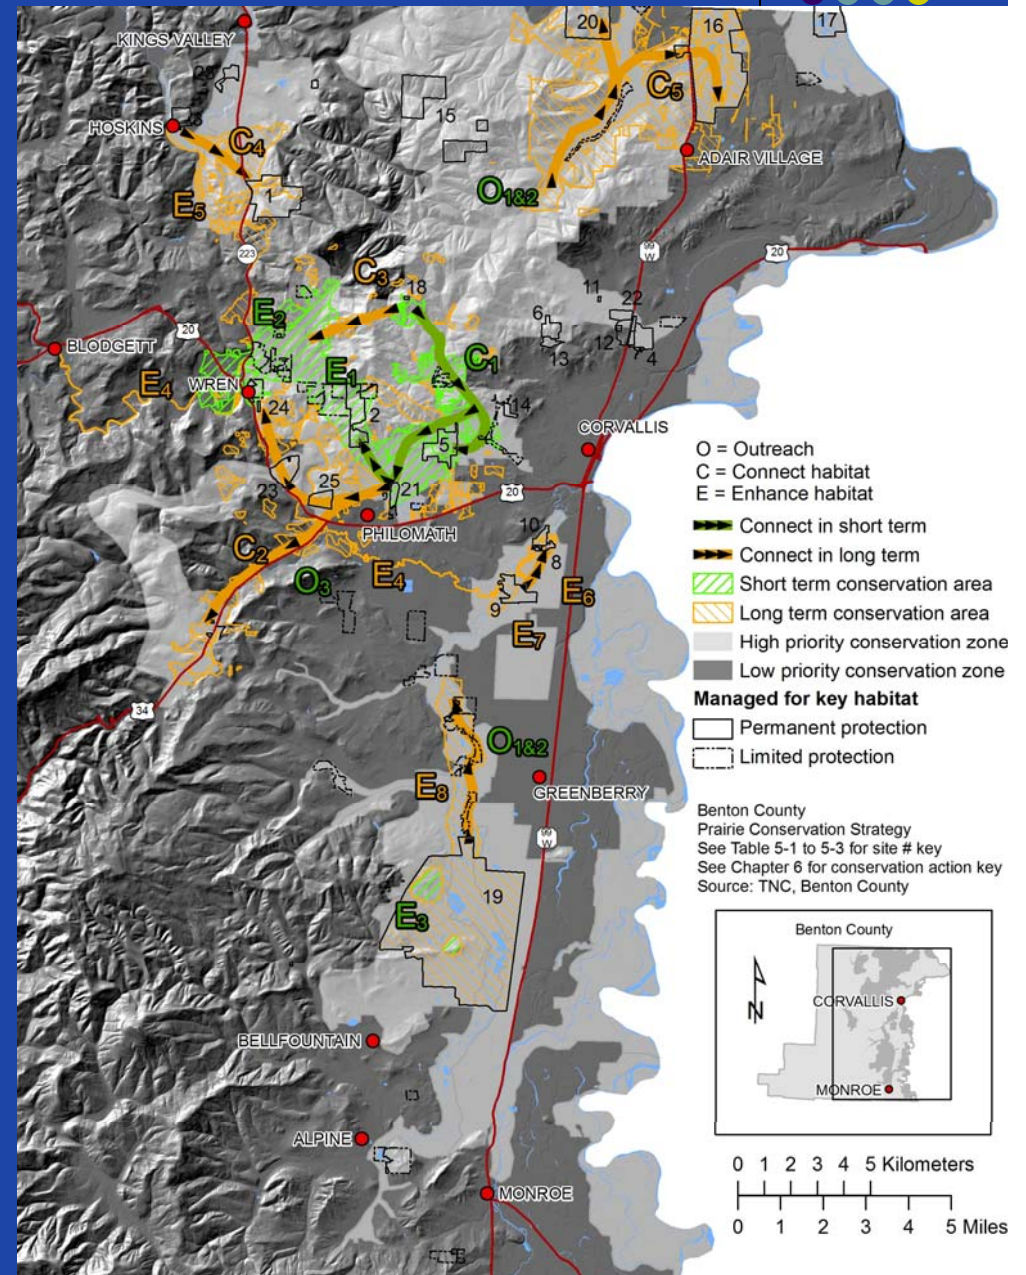 KINGS VALLEY
20
16
17
15
HOSKINS
C4
C5
ADAIR VILLAGE
E5
1
O1&2
223
99 W
20
C3
18
11
22
E2
6
20
BLODGETT
12
4
13
C1
E1
E4
WREN
2
14
24
5
CORVALLIS
25
23
21
20
PHILOMATH
10
C2
8
O3
E4
E6
9
E7
7
34
O1&2
E8
GREENBERRY
99 W
19
E3
BELLFOUNTAIN
ALPINE
MONROE
O = Outreach
C = Connect habitat
E = Enhance habitat
Connect in short term
Connect in long term
Short term conservation area
Long term conservation area
High priority conservation zone
Low priority conservation zone
Managed for key habitat
Permanent protection
Limited protection
Benton County
Prairie Conservation Strategy
See Table 5-1 to 5-3 for site # key
See Chapter 6 for conservation action key
Source: TNC, Benton County
Benton County
N
CORVALLIS
MONROE
0 1 2 3 4 5 Kilometers
0 1 2 3 4 5 Miles